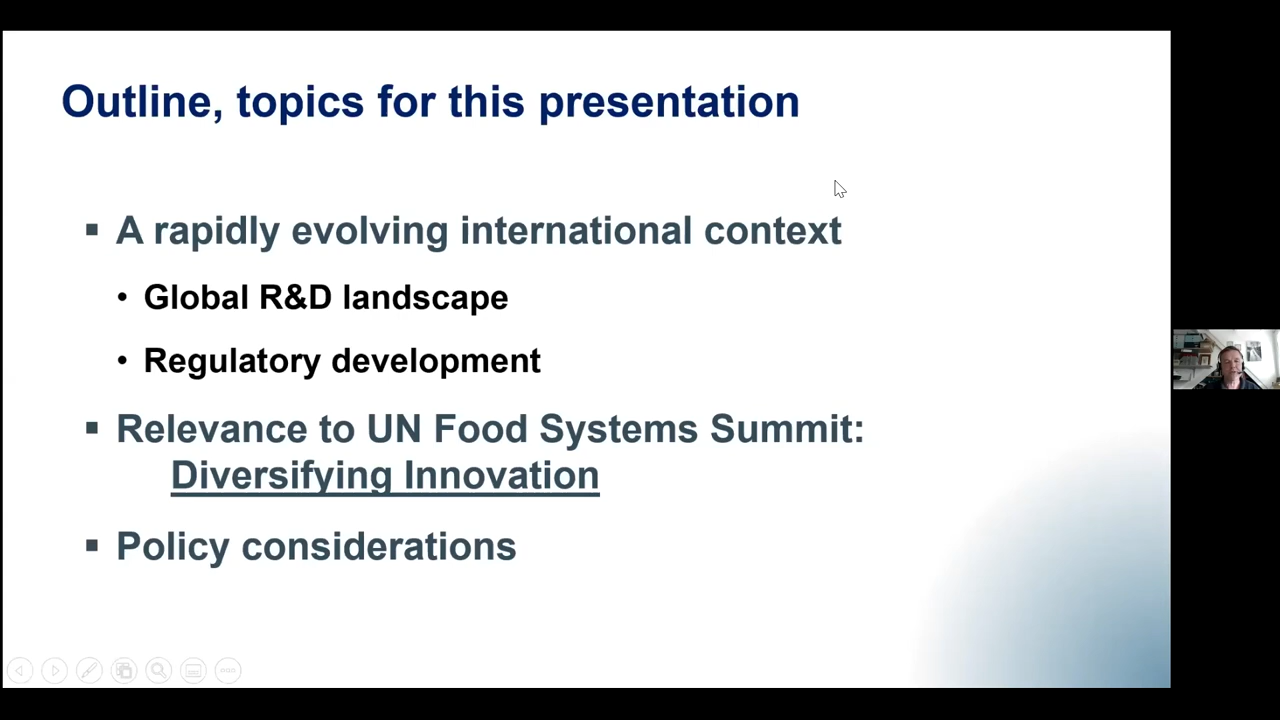 Outline, topics for this presentation
▪ A rapidly evolving international context
• Global R&D landscape
• Regulatory development
▪ Relevance to UN Food Systems Summit:
Diversifying Innovation
▪ Policy considerations